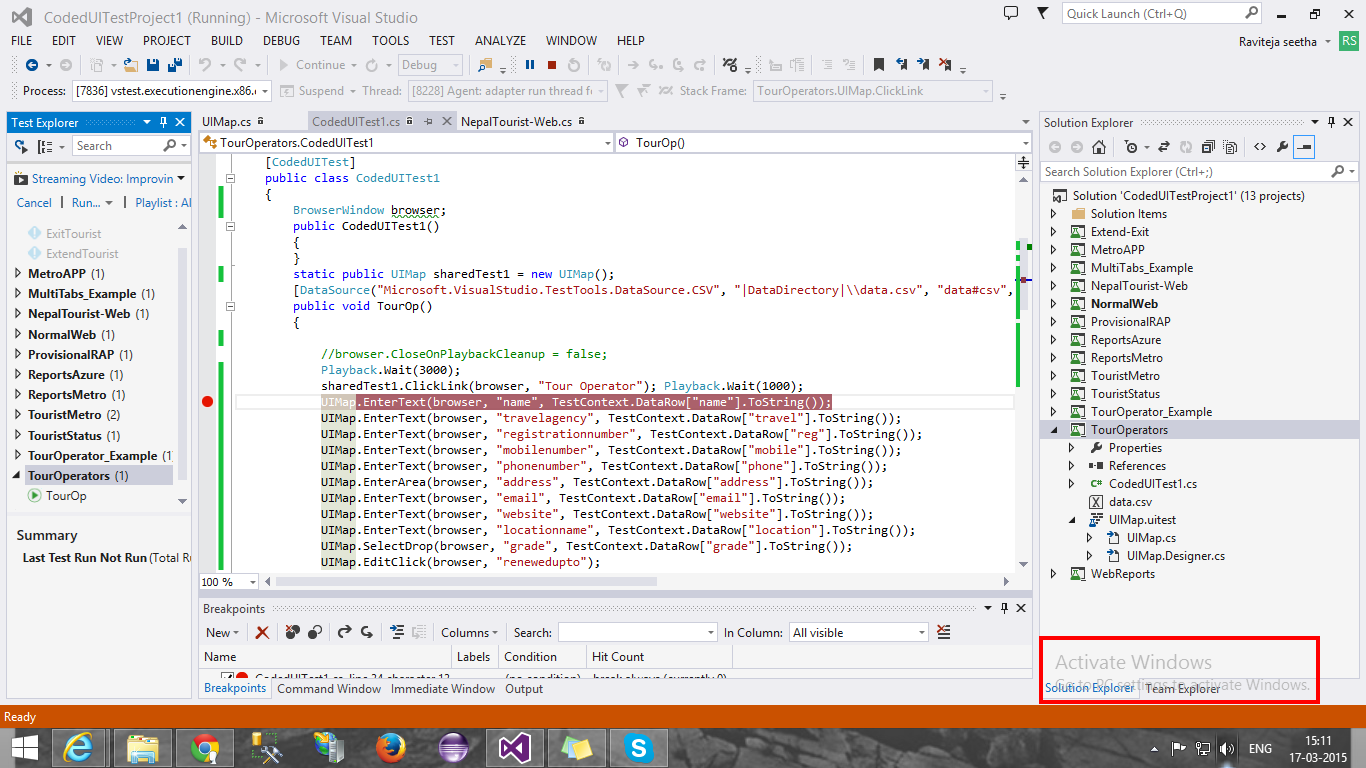 CodedUITestProject1 (Running) - Microsoft Visual Studio
Quick Launch (Ctrl+Q)
FILE EDIT VIEW PROJECT BUILD DEBUG TEAM TOOLS TEST ANALYZE WINDOW HELP
Raviteja seetha RS
Continue Debug
Process: [7836] vstest.executionengine.x86. Suspend Thread: [8228] Agent: adapter run thread f Stack Frame: TourOperators.UIMap.ClickLink
Test Explorer
Search
Streaming Video: Improvin
Cancel Run... Playlist : Al
ExitTourist
ExtendTourist
MetroAPP (1)
MultiTabs_Example (1)
NepalTourist-Web (1)
NormalWeb (1)
ProvisionalRAP (1)
ReportsAzure (1)
ReportsMetro (1)
TouristMetro (2)
TouristStatus (1)
TourOperator_Example (1
TourOperators (1)
TourOp
Summary
Last Test Run Not Run (Total Ru
UIMap.cs CodedUITest1.cs NepalTourist-Web.cs
TourOperators.CodedUITest1 TourOp()
[CodedUITest]
public class CodedUITest1
{
BrowserWindow browser;
public CodedUITest1()
{
}
static public UIMap sharedTest1 = new UIMap();
[DataSource("Microsoft.VisualStudio.TestTools.DataSource.CSV", "|DataDirectory|\\data.csv", "data#csv",
public void TourOp()
{
//browser.CloseOnPlaybackCleanup = false;
Playback.Wait(3000);
sharedTest1.ClickLink(browser, "Tour Operator"); Playback.Wait(1000);
UIMap.EnterText(browser, "name", TestContext.DataRow["name"].ToString());
UIMap.EnterText(browser, "travelagency", TestContext.DataRow["travel"].ToString());
UIMap.EnterText(browser, "registrationnumber", TestContext.DataRow["reg"].ToString());
UIMap.EnterText(browser, "mobilenumber", TestContext.DataRow["mobile"].ToString());
UIMap.EnterText(browser, "phonenumber", TestContext.DataRow["phone"].ToString());
UIMap.EnterArea(browser, "address", TestContext.DataRow["address"].ToString());
UIMap.EnterText(browser, "email", TestContext.DataRow["email"].ToString());
UIMap.EnterText(browser, "website", TestContext.DataRow["website"].ToString());
UIMap.EnterText(browser, "locationname", TestContext.DataRow["location"].ToString());
UIMap.SelectDrop(browser, "grade", TestContext.DataRow["grade"].ToString());
UIMap.EditClick(browser, "renewedupto");
100 %
Breakpoints
New Columns Search: In Column: All visible
Name Labels Condition Hit Count
CodedUITest1.cs, line 34 character 13 (no condition) break always (currently 0)
Breakpoints Command Window Immediate Window Output
Solution Explorer
Search Solution Explorer (Ctrl+;)
Solution 'CodedUITestProject1' (13 projects)
Solution Items
Extend-Exit
MetroAPP
MultiTabs_Example
NepalTourist-Web
NormalWeb
ProvisionalRAP
ReportsAzure
ReportsMetro
TouristMetro
TouristStatus
TourOperator_Example
TourOperators
Properties
References
C# CodedUITest1.cs
data.csv
UIMap.uitest
UIMap.cs
UIMap.Designer.cs
WebReports
Activate Windows
Go to PC settings to activate Windows.
Solution Explorer Team Explorer
Ready
ENG
15:11
17-03-2015